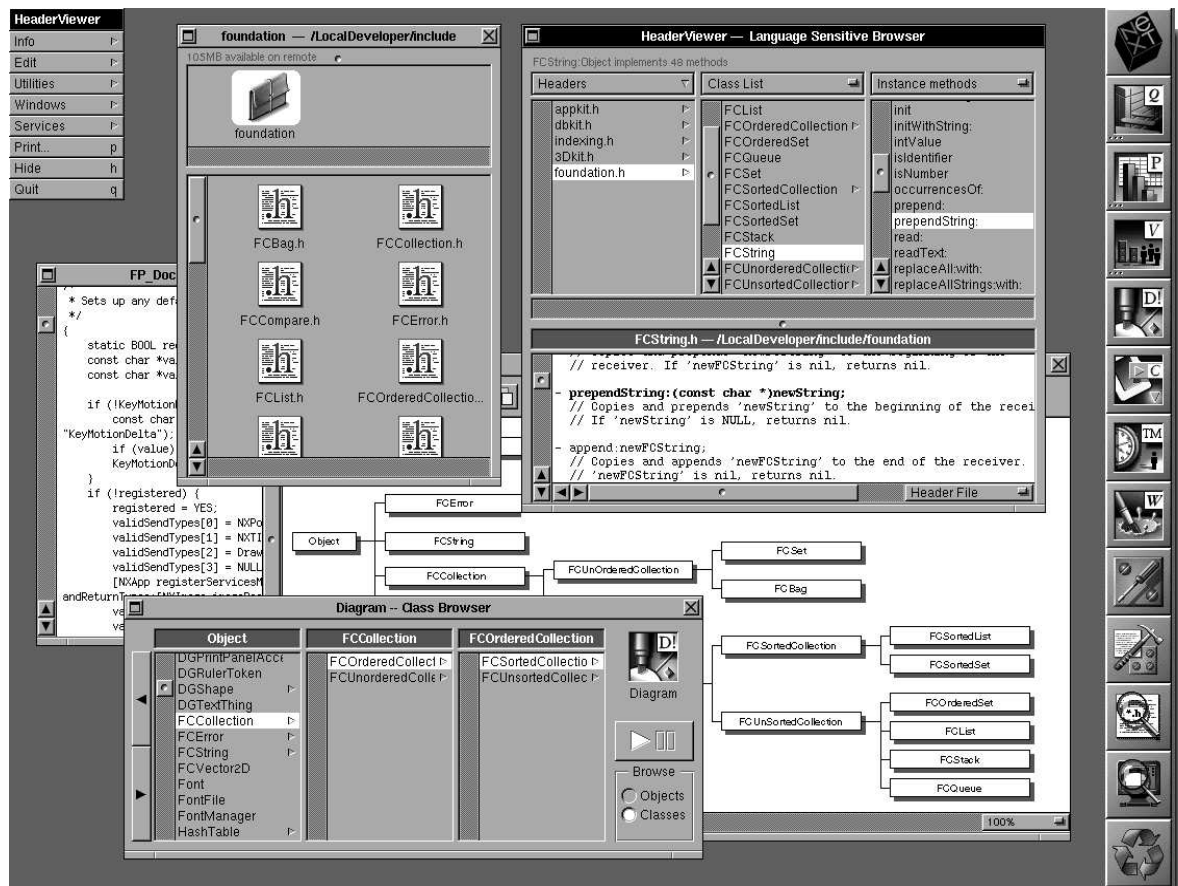 HeaderViewer
Info
Edit
Utilities
Windows
Services
Print... p
Hide h
Quit q
foundation — /LocalDeveloper/include
105MB available on remote
foundation
FCBag.h
FCCollection.h
FCCompare.h
FCError.h
FCList.h
FCOrderedCollectio...
HeaderViewer — Language Sensitive Browser
FCString:Object implements 48 methods
Headers
appkit.h
dbkit.h
indexing.h
3Dkit.h
foundation.h
Class List
FCList
FCOrderedCollection
FCOrderedSet
FCQueue
FCSet
FCSortedCollection
FCSortedList
FCSortedSet
FCStack
FCString
FCUnorderedCollecti
FCUnsortedCollection
Instance methods
init
initWithString:
intValue
isIdentifier
isNumber
occurrencesOf:
prepend:
prependString:
read:
readText:
replaceAll:with:
replaceAllStrings:with:
FCString.h — /LocalDeveloper/include/foundation
// receiver. If 'newFCString' is nil, returns nil.
- prependString:(const char *)newString;
// Copies and prepends 'newString' to the beginning of the recei
// If 'newString' is NULL, returns nil.
- append:newFCString;
// Copies and appends 'newFCString' to the end of the receiver.
// 'newFCString' is nil, returns nil.
Header File
FP_Doc
* Sets up any defa
*/
{
static BOOL reg
const char *va
const char *va
if (!KeyMotionD
const char
"KeyMotionDelta");
if (value)
KeyMotionDe
}
if (!registered) {
registered = YES;
validSendTypes[0] = NXPo
validSendTypes[1] = NXTI
validSendTypes[2] = Draw
validSendTypes[3] = NULL
[NXApp registerServicesM
va
va
Object
FCError
FCString
FCCollection
FCUnOrderedCollection
FCSet
FCBag
FCSortedCollection
FCSortedList
FCSortedSet
FCUnSortedCollection
FCOrderedSet
FCList
FCStack
FCQueue
100%
Diagram -- Class Browser
Object
DGPrintPanelAcce
DGRulerToken
DGShape
DGTextThing
FCCollection
FCError
FCString
FCVector2D
Font
FontFile
FontManager
HashTable
FCCollection
FCOrderedCollect
FCUnorderedColle
FCOrderedCollection
FCSortedCollectio
FCUnsortedCollec
D!
Diagram
Browse
Objects
Classes
NeXT
Q
P
V
D!
C
TM
W
*.h